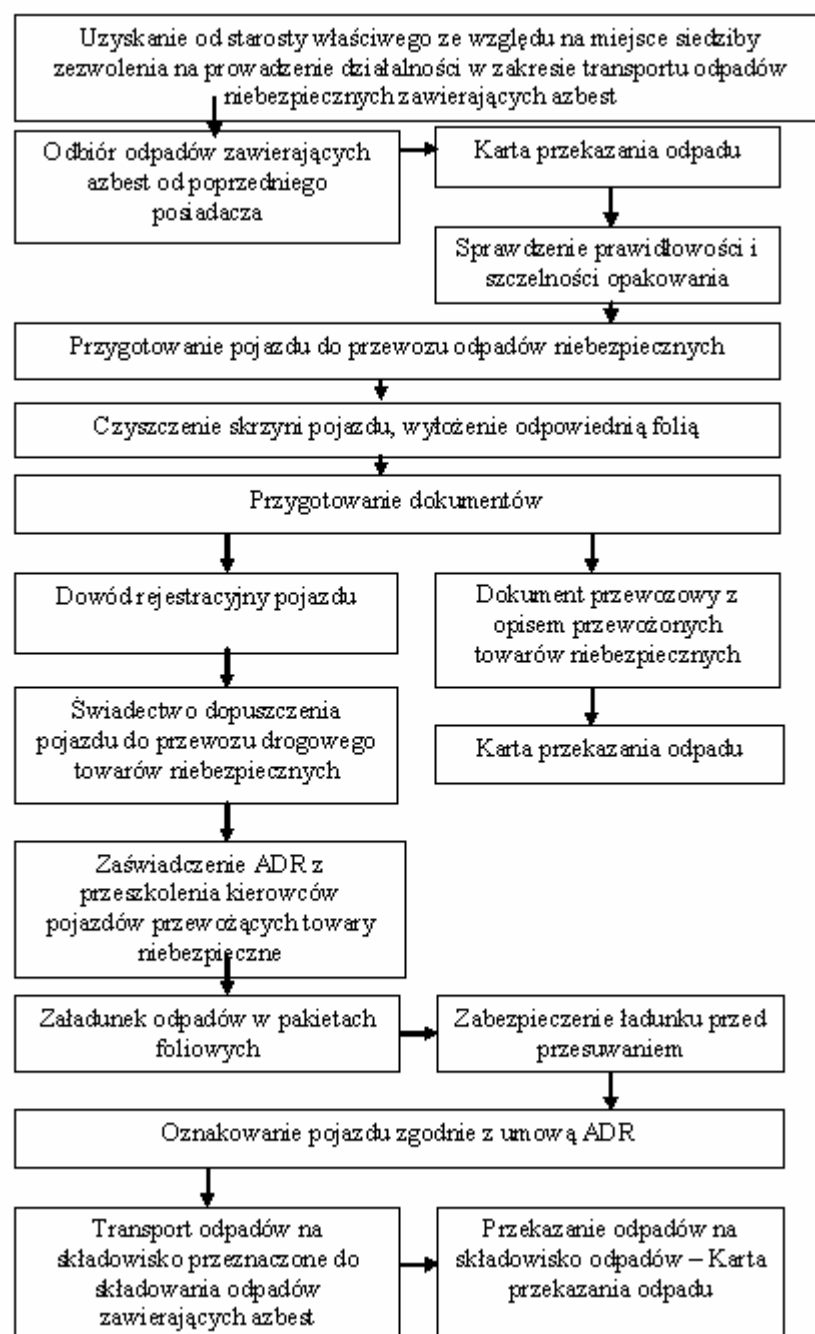 Uzyskanie od starosty właściwego ze względu na miejsce siedziby
zezwolenia na prowadzenie działalności w zakresie transportu odpadów
niebezpiecznych zawierających azbest
Odbiór odpadów zawierających
azbest od poprzedniego
posiadacza
Karta przekazania odpadu
Sprawdzenie prawidłowości i
szczelności opakowania
Przygotowanie pojazdu do przewozu odpadów niebezpiecznych
Czyszczenie skrzyni pojazdu, wyłożenie odpowiednią folią
Przygotowanie dokumentów
Dowód rejestracyjny pojazdu
Dokument przewozowy z
opisem przewożonych
towarów niebezpiecznych
Świadectwo dopuszczenia
pojazdu do przewozu drogowego
towarów niebezpiecznych
Karta przekazania odpadu
Zaświadczenie ADR z
przeszkolenia kierowców
pojazdów przewożących towary
niebezpieczne
Załadunek odpadów w pakietach
foliowych
Zabezpieczenie ładunku przed
przesuwaniem
Oznakowanie pojazdu zgodnie z umową ADR
Transport odpadów na
składowisko przeznaczone do
składowania odpadów
zawierających azbest
Przekazanie odpadów na
składowisko odpadów – Karta
przekazania odpadu